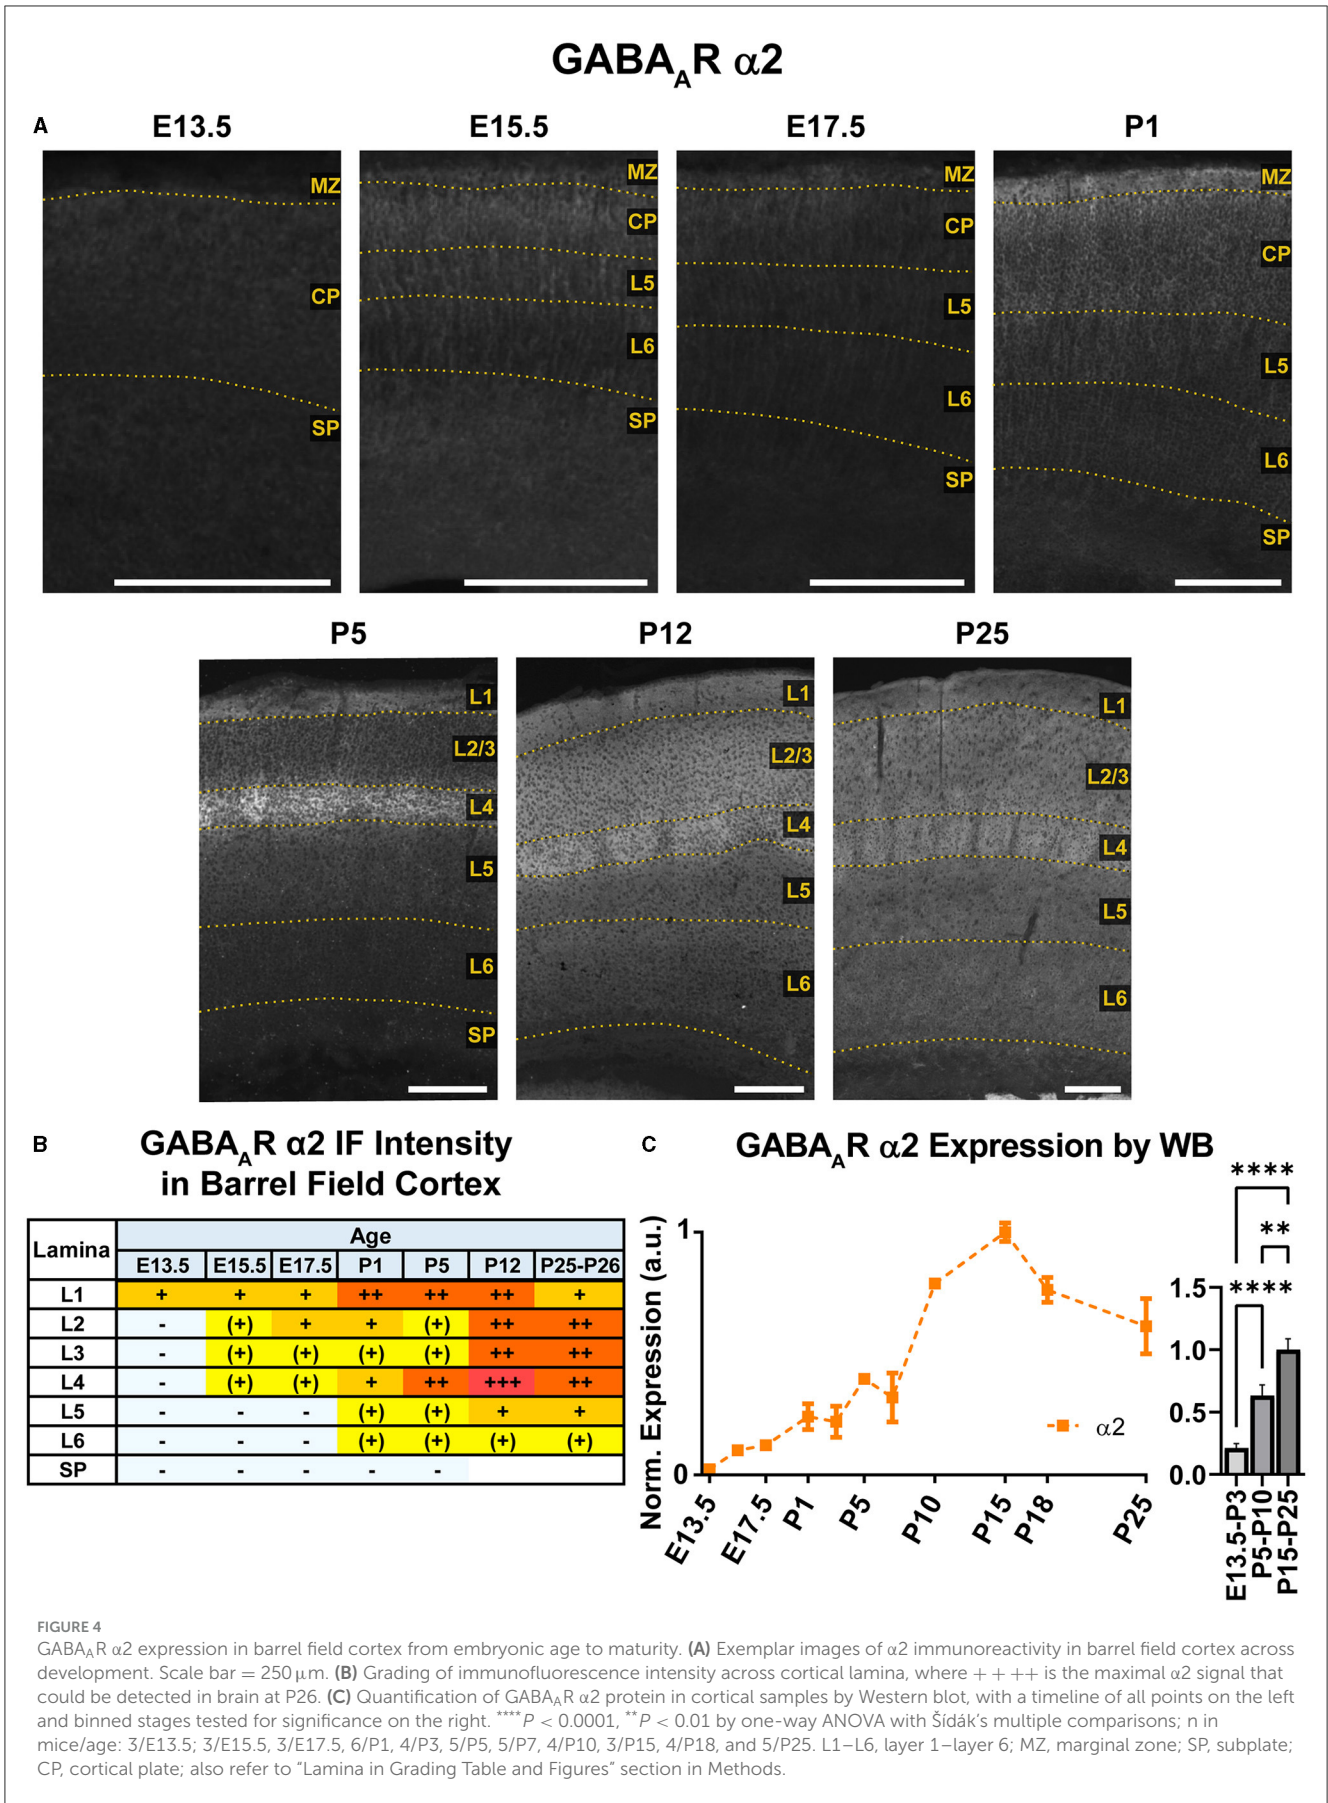 GABAAR α2
A
E13.5 E15.5 E17.5 P1
MZ
CP
SP
MZ
CP
L5
L6
SP
MZ
CP
L5
L6
SP
MZ
CP
L5
L6
SP
P5 P12 P25
L1
L2/3
L4
L5
L6
SP
L1
L2/3
L4
L5
L6
L1
L2/3
L4
L5
L6
B
GABAAR α2 IF Intensity
in Barrel Field Cortex
Lamina Age
E13.5 E15.5 E17.5 P1 P5 P12 P25-P26
L1 + + + ++ ++ ++ +
L2 - (+) + + (+) ++ ++
L3 - (+) (+) (+) (+) ++ ++
L4 - (+) (+) + ++ +++ ++
L5 - - - (+) (+) + +
L6 - - - (+) (+) (+) (+)
SP - - - - -
C
GABAAR α2 Expression by WB
Norm. Expression (a.u.)
1
0
E13.5 E17.5 P1 P5 P10 P15 P18 P25
α2
****
**
****
1.5
1.0
0.5
0.0
E13.5-P3
P5-P10
P15-P25
FIGURE 4
GABAAR α2 expression in barrel field cortex from embryonic age to maturity. (A) Exemplar images of α2 immunoreactivity in barrel field cortex across
development. Scale bar = 250 μm. (B) Grading of immunofluorescence intensity across cortical lamina, where + + ++ is the maximal α2 signal that
could be detected in brain at P26. (C) Quantification of GABAAR α2 protein in cortical samples by Western blot, with a timeline of all points on the left
and binned stages tested for significance on the right. ****P < 0.0001, **P < 0.01 by one-way ANOVA with Šídák's multiple comparisons; n in
mice/age: 3/E13.5; 3/E15.5, 3/E17.5, 6/P1, 4/P3, 5/P5, 5/P7, 4/P10, 3/P15, 4/P18, and 5/P25. L1–L6, layer 1–layer 6; MZ, marginal zone; SP, subplate;
CP, cortical plate; also refer to "Lamina in Grading Table and Figures" section in Methods.